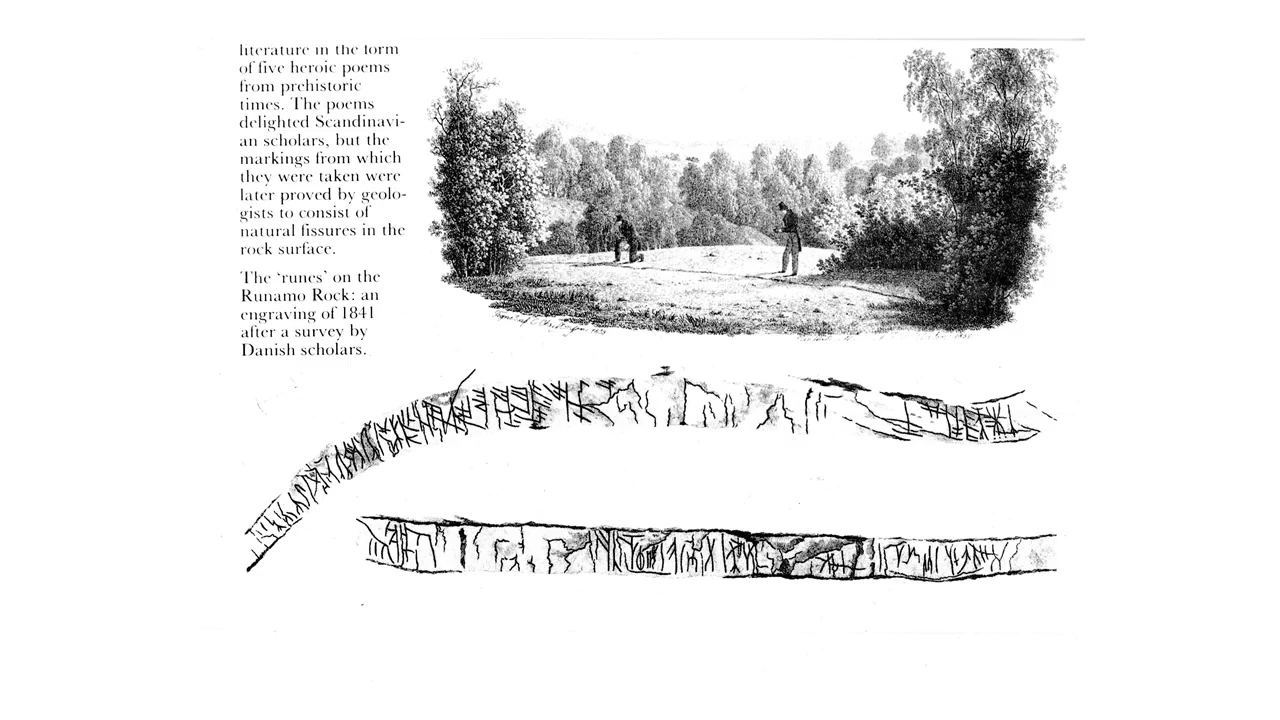 literature in the form
of five heroic poems
from prehistoric
times. The poems
delighted Scandinavi-
an scholars, but the
markings from which
they were taken were
later proved by geolo-
gists to consist of
natural fissures in the
rock surface.
The ‘runes’ on the
Runamo Rock: an
engraving of 1841
after a survey by
Danish scholars.